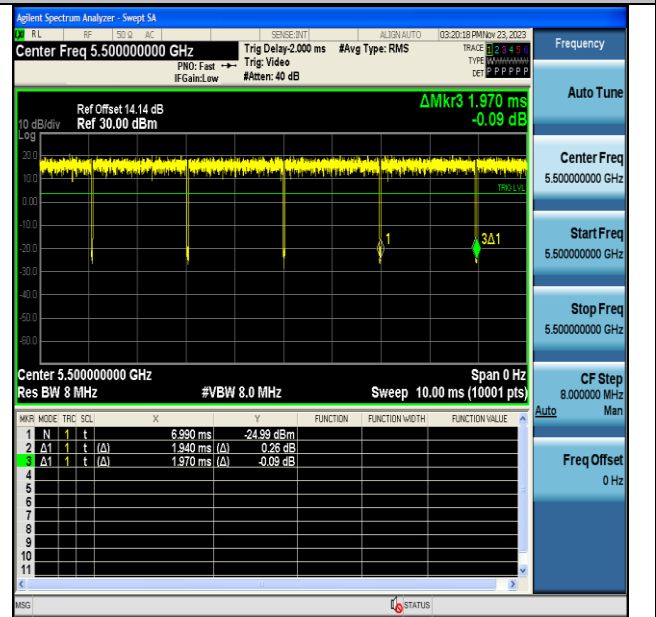 Agilent Spectrum Analyzer - Swept SA
RL RF 50 Ω AC SENSE:INT ALIGN AUTO 03:20:18 PM Nov 23, 2023
Center Freq 5.500000000 GHz Trig Delay-2.000 ms #Avg Type: RMS TRACE 1 2 3 4 5 6
PNO: Fast Trig: Video TYPE
IFGain:Low #Atten: 40 dB DET P P P P P
Frequency
Auto Tune
Center Freq
5.500000000 GHz
Start Freq
5.500000000 GHz
Stop Freq
5.500000000 GHz
CF Step
8.000000 MHz
Auto Man
Freq Offset
0 Hz
ΔMkr3 1.970 ms
-0.09 dB
Ref Offset 14.14 dB
10 dB/div Ref 30.00 dBm
Log
20.0
10.0
TRIG LVL
0.00
-10.0
1
3Δ1
-20.0
-30.0
-40.0
-50.0
-60.0
Center 5.500000000 GHz Span 0 Hz
Res BW 8 MHz #VBW 8.0 MHz Sweep 10.00 ms (10001 pts)
MKR MODE TRC SCL X Y FUNCTION FUNCTION WIDTH FUNCTION VALUE
1 N 1 t 6.990 ms -24.99 dBm
2 Δ1 1 t (Δ) 1.940 ms (Δ) 0.26 dB
3 Δ1 1 t (Δ) 1.970 ms (Δ) -0.09 dB
4
5
6
7
8
9
10
11
MSG STATUS